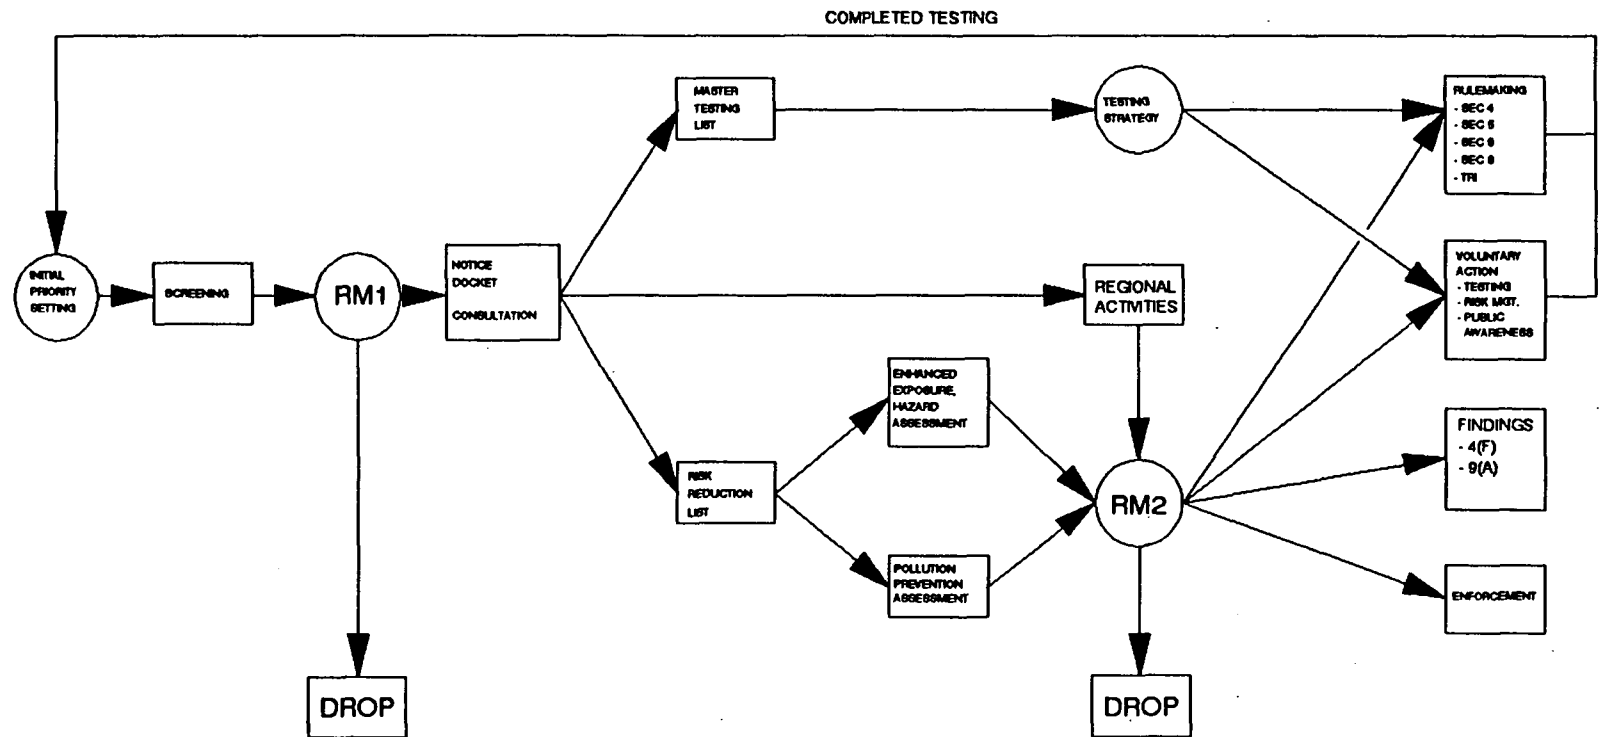 COMPLETED TESTING
MASTER
TESTING
LIST
TESTING
STRATEGY
RULEMAKING
- SEC 4
- SEC 5
- SEC
- SEC
- TRI
INITIAL
PRIORITY
SETTING
SCREENING
RM1
NOTICE
DOCKET
CONSULTATION
REGIONAL
ACTIVITIES
VOLUNTARY
ACTION
- TESTING
- RISK MGT.
- PUBLIC
AWARENESS
ENHANCED
EXPOSURE,
HAZARD
ASSESSMENT
FINDINGS
- 4(F)
- 9(A)
RISK
REDUCTION
LIST
RM2
POLLUTION
PREVENTION
ASSESSMENT
ENFORCEMENT
DROP
DROP